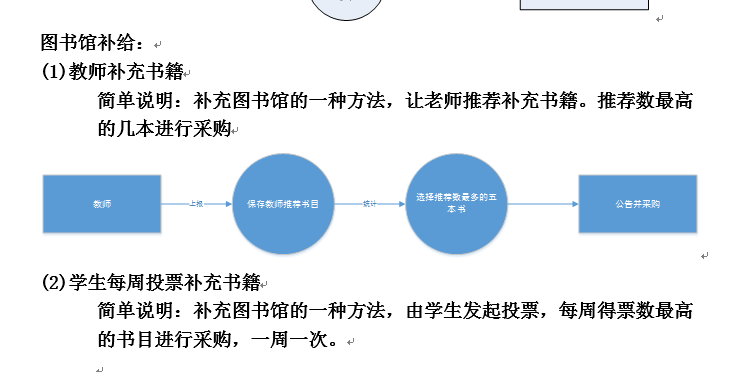 图书馆补给：
(1)教师补充书籍
简单说明：补充图书馆的一种方法，让老师推荐补充书籍。推荐数最高
的几本进行采购
教师
上报
保存教师推荐书目
统计
选择推荐数最多的五
本书
公告并采购
(2)学生每周投票补充书籍
简单说明：补充图书馆的一种方法，由学生发起投票，每周得票数最高
的书目进行采购，一周一次。